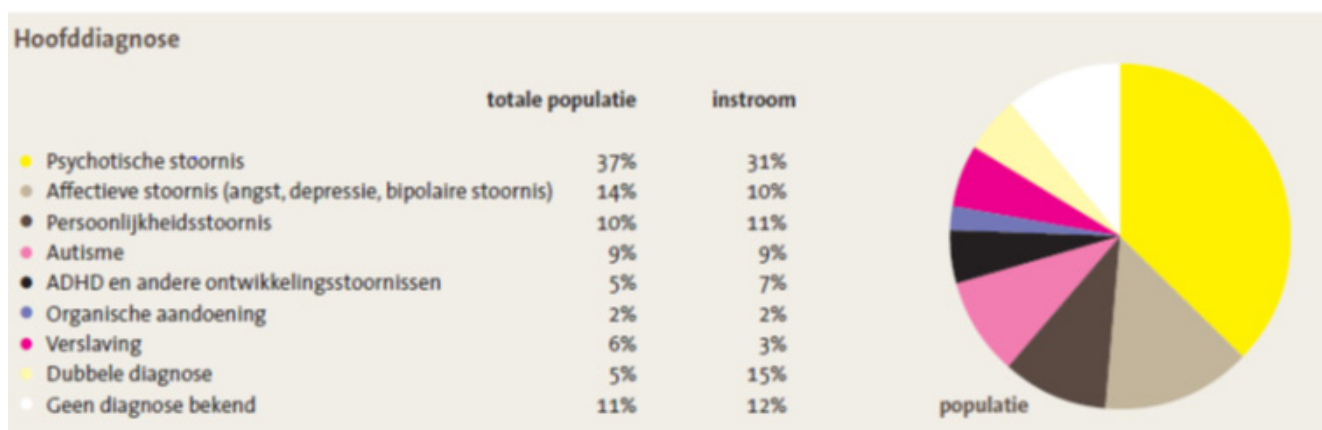 Hoofddiagnose
totale populatie instroom
Psychotische stoornis 37% 31%
Affectieve stoornis (angst, depressie, bipolaire stoornis) 14% 10%
Persoonlijkheidsstoornis 10% 11%
Autisme 9% 9%
ADHD en andere ontwikkelingsstoornissen 5% 7%
Organische aandoening 2% 2%
Verslaving 6% 3%
Dubbele diagnose 5% 15%
Geen diagnose bekend 11% 12%
populatie